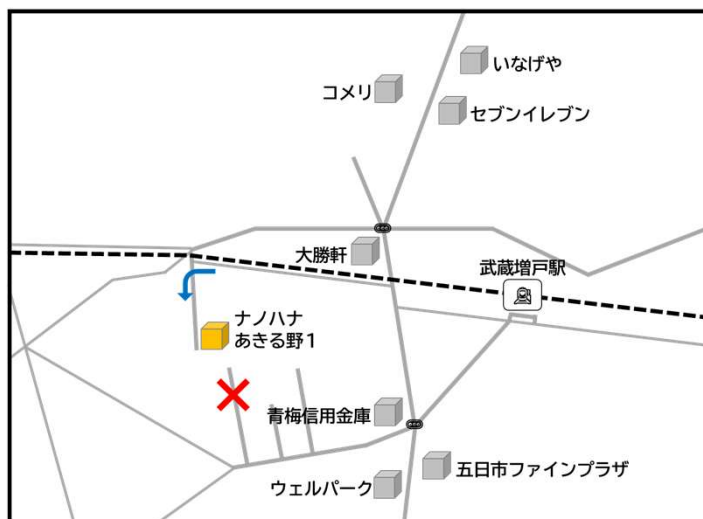 いなげや
コメリ
セブンイレブン
大勝軒
武蔵増戸駅
ナノハナ
あきる野1
青梅信用金庫
五日市ファインプラザ
ウェルパーク